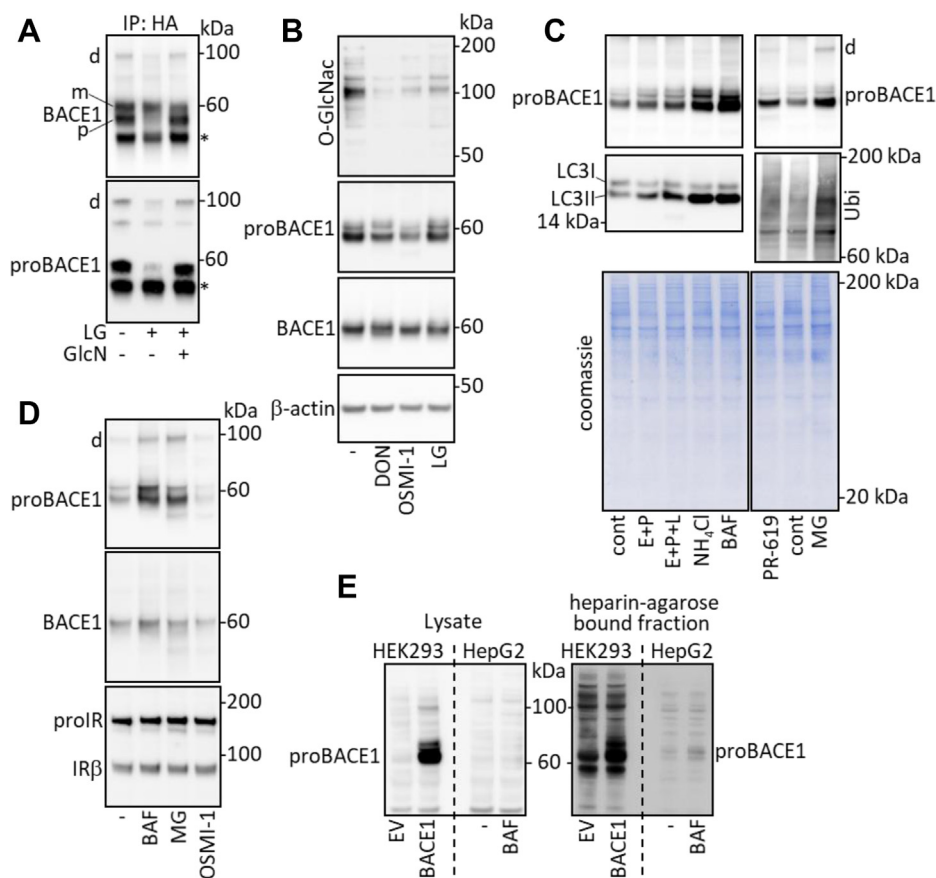 A
IP: HA
kDa
d
100
m
BACE1
p
60
*
d
100
proBACE1
60
*
LG - + +
GlcN - - +
B
kDa
200
O-GlcNac
100
50
proBACE1
60
BACE1
60
50
β-actin
-
DON
OSMI-1
LG
C
d
proBACE1
proBACE1
LC3I
LC3II
14 kDa
200 kDa
Ubi
60 kDa
200 kDa
coomassie
20 kDa
cont
E+P
E+P+L
NH₄Cl
BAF
PR-619
cont
MG
D
kDa
d
100
proBACE1
60
BACE1
60
200
proIR
100
IRβ
-
BAF
MG
OSMI-1
E
Lysate
heparin-agarose
bound fraction
HEK293 HepG2
kDa
HEK293 HepG2
100
proBACE1
60
proBACE1
EV
BACE1
-
BAF
EV
BACE1
-
BAF